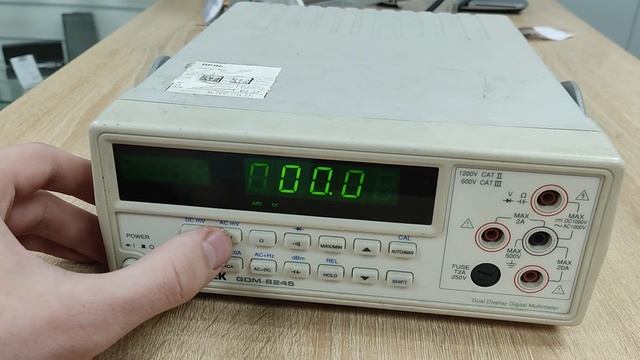 00.0
AUTO DC
1200V CAT II
600V CAT III
V Ω
MAX
2A
MAX
DC1000V
AC1000V
MAX
500V
MAX
20A
FUSE
T2A
250V
DC mV AC mV
CAL
POWER
Ω
MAX/MIN
AUTO/MAN
20A AC+Hz dBm REL
AC+DC
HOLD
SHIFT
GDM-8245
Dual Display Digital Multimeter